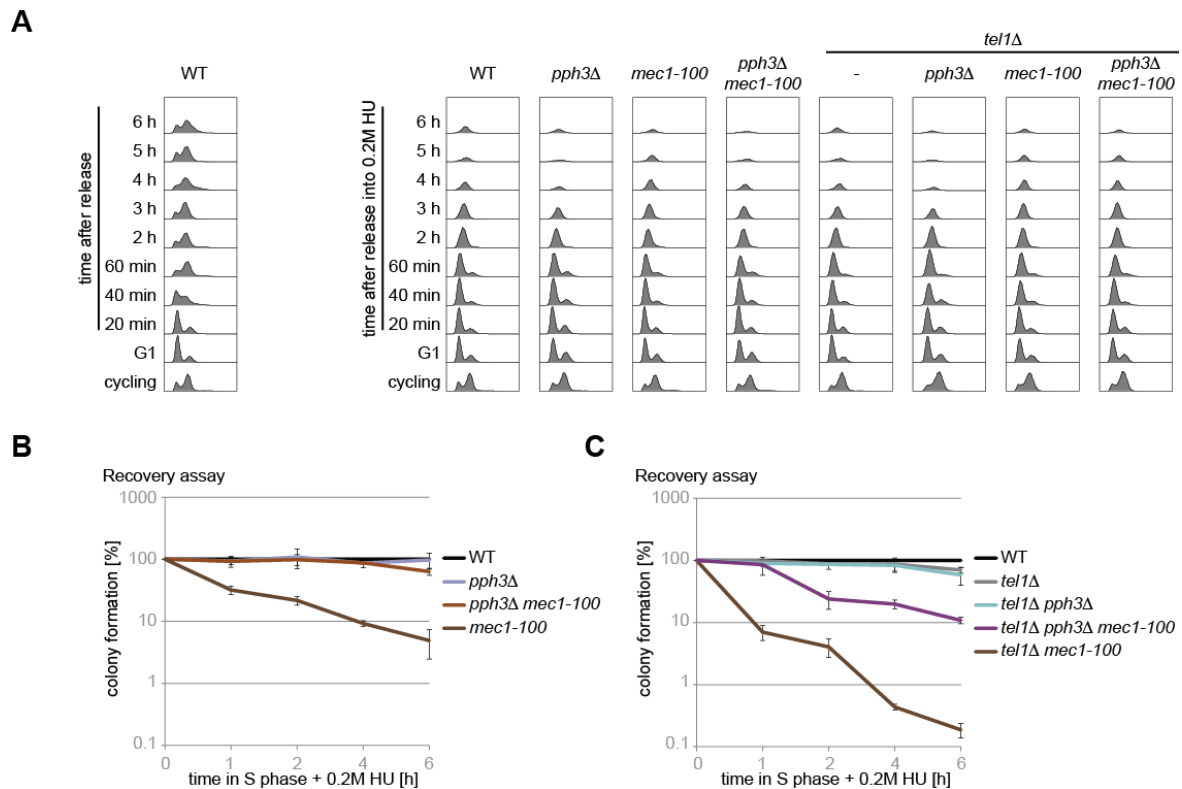 A
tel1Δ
WT
WT
pph3Δ
mec1-100
pph3Δ
mec1-100
-
pph3Δ
mec1-100
pph3Δ
mec1-100
time after release
6 h
5 h
4 h
3 h
2 h
60 min
40 min
20 min
G1
cycling
time after release into 0.2M HU
6 h
5 h
4 h
3 h
2 h
60 min
40 min
20 min
G1
cycling
B
Recovery assay
colony formation [%]
1000
100
10
1
0.1
0 1 2 4 6
time in S phase + 0.2M HU [h]
WT
pph3Δ
pph3Δ mec1-100
mec1-100
C
Recovery assay
colony formation [%]
1000
100
10
1
0.1
0 1 2 4 6
time in S phase + 0.2M HU [h]
WT
tel1Δ
tel1Δ pph3Δ
tel1Δ pph3Δ mec1-100
tel1Δ mec1-100